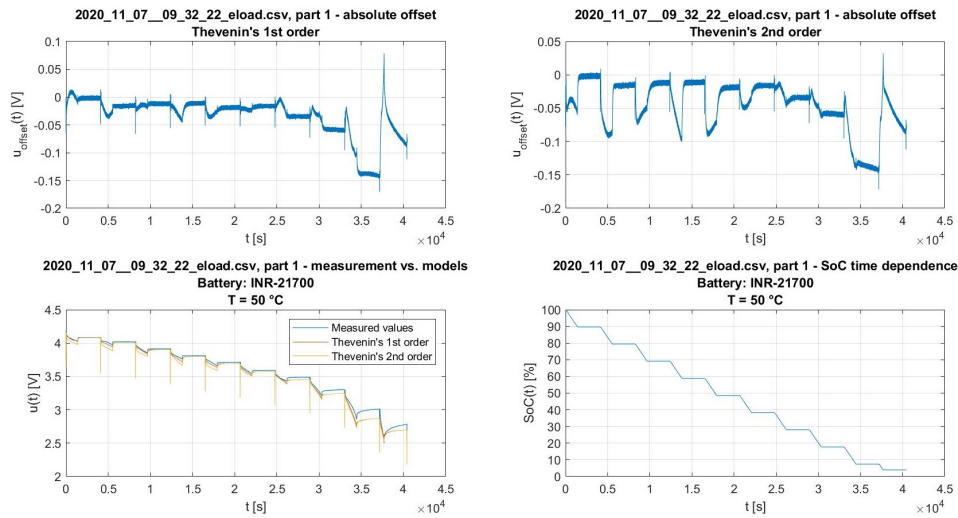 2020_11_07__09_32_22_eload.csv, part 1 - absolute offset
Thevenin's 1st order
0.1
0.05
0
-0.05
-0.1
-0.15
-0.2
u_offset(t) [V]
0 0.5 1 1.5 2 2.5 3 3.5 4 4.5
t [s]
×10^4
2020_11_07__09_32_22_eload.csv, part 1 - absolute offset
Thevenin's 2nd order
0.05
0
-0.05
-0.1
-0.15
-0.2
u_offset(t) [V]
0 0.5 1 1.5 2 2.5 3 3.5 4 4.5
t [s]
×10^4
2020_11_07__09_32_22_eload.csv, part 1 - measurement vs. models
Battery: INR-21700
T = 50 °C
4.5
4
3.5
3
2.5
2
u(t) [V]
Measured values
Thevenin's 1st order
Thevenin's 2nd order
0 0.5 1 1.5 2 2.5 3 3.5 4 4.5
t [s]
×10^4
2020_11_07__09_32_22_eload.csv, part 1 - SoC time dependence
Battery: INR-21700
T = 50 °C
100
90
80
70
60
50
40
30
20
10
0
SoC(t) [%]
0 0.5 1 1.5 2 2.5 3 3.5 4 4.5
t [s]
×10^4